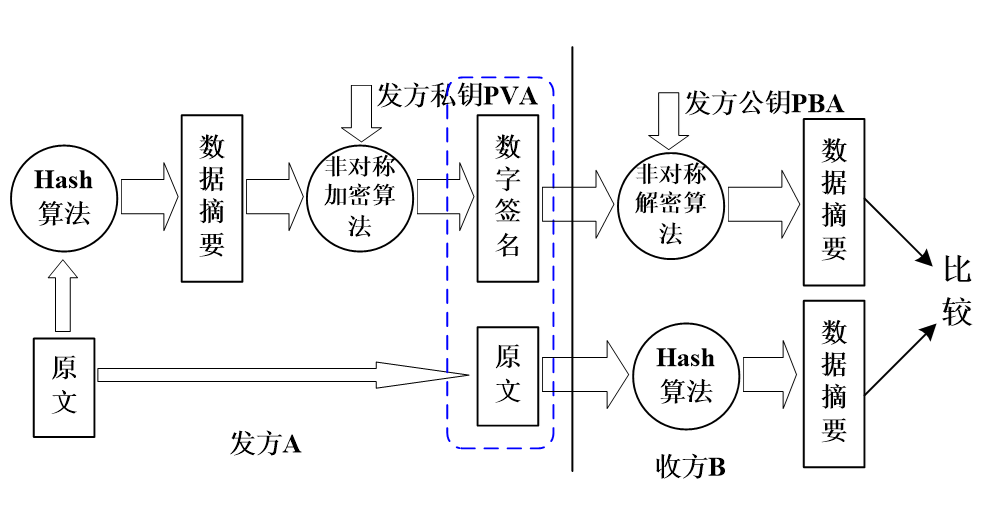 发方私钥PVA
发方公钥PBA
Hash
算法
数
据
摘
要
非对称
加密算
法
数
字
签
名
非对称
解密算
法
数
据
摘
要
比
较
原
文
原
文
Hash
算法
数
据
摘
要
发方A
收方B